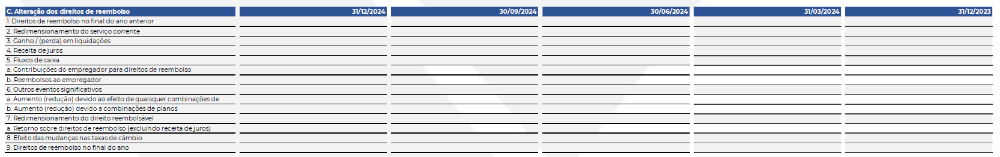 C. Alteração dos direitos de reembolso 31/12/2024 30/09/2024 30/06/2024 31/03/2024 31/12/2023
1. Direitos de reembolso no final do ano anterior
2. Redimensionamento do serviço corrente
3. Ganho / (perda) em liquidações
4. Receita de juros
5. Fluxos de caixa
a. Contribuições do empregador para direitos de reembolso
b. Reembolsos ao empregador
6. Outros eventos significativos
a. Aumento (redução) devido ao efeito de quaisquer combinações de
b. Aumento (redução) devido a combinações de planos
7. Redimensionamento do direito reembolsável
a. Retorno sobre direitos de reembolso (excluindo receita de juros)
8. Efeito das mudanças nas taxas de câmbio
9. Direitos de reembolso no final do ano